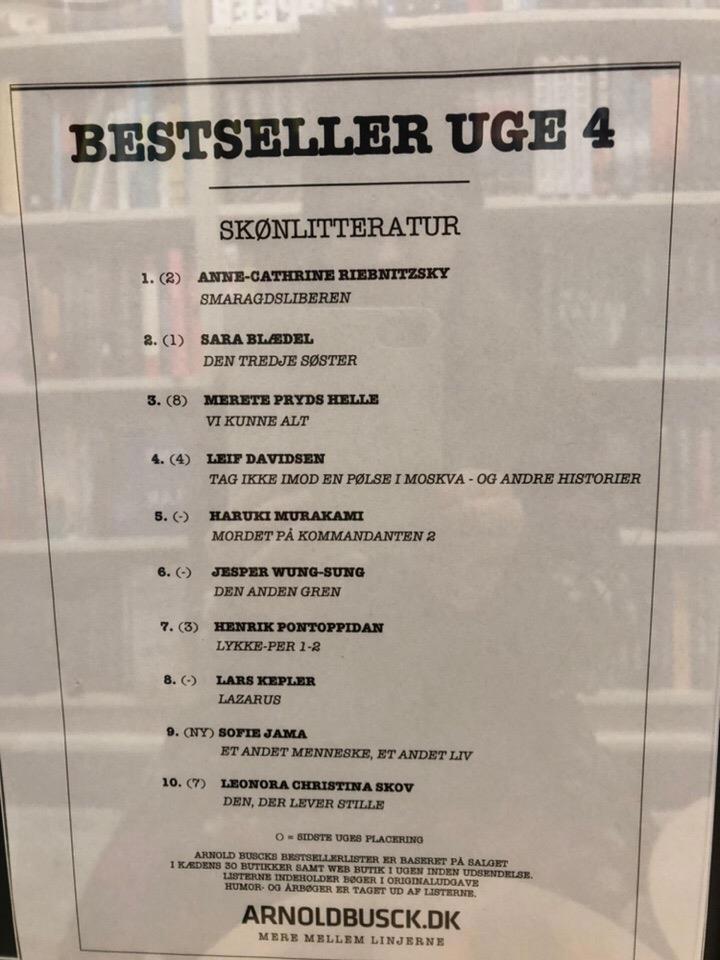 BESTSELLER UGE 4
SKØNLITTERATUR
1. (2) ANNE-CATHRINE RIEBNITZSKY
SMARAGDSLIBEREN
2. (1) SARA BLÆDEL
DEN TREDJE SØSTER
3. (8) MERETE PRYDS HELLE
VI KUNNE ALT
4. (4) LEIF DAVIDSEN
TAG IKKE IMOD EN PØLSE I MOSKVA - OG ANDRE HISTORIER
5. (-) HARUKI MURAKAMI
MORDET PÅ KOMMANDANTEN 2
6. (-) JESPER WUNG-SUNG
DEN ANDEN GREN
7. (3) HENRIK PONTOPPIDAN
LYKKE-PER 1-2
8. (-) LARS KEPLER
LAZARUS
9. (NY) SOFIE JAMA
ET ANDET MENNESKE, ET ANDET LIV
10. (7) LEONORA CHRISTINA SKOV
DEN, DER LEVER STILLE
() = SIDSTE UGES PLACERING
ARNOLD BUSCKS BESTSELLERLISTER ER BASERET PÅ SALGET
I KÆDENS 30 BUTIKKER SAMT WEB BUTIK I UGEN INDEN UDSENDELSE.
LISTERNE INDEHOLDER BØGER I ORIGINALUDGAVE
HUMOR- OG ÅRBØGER ER TAGET UD AF LISTERNE.
ARNOLDBUSCK.DK
MERE MELLEM LINJERNE